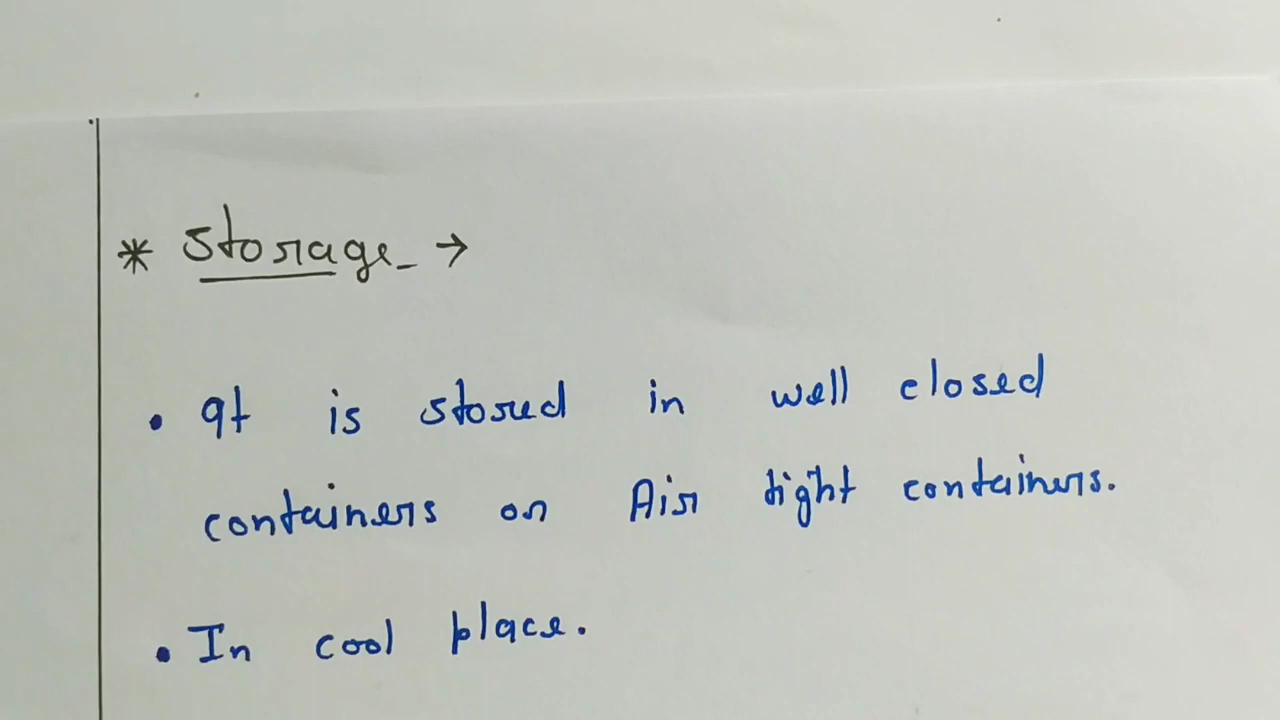 * Storage →
• It is stored in well closed
containers or Air tight containers.
• In cool place.